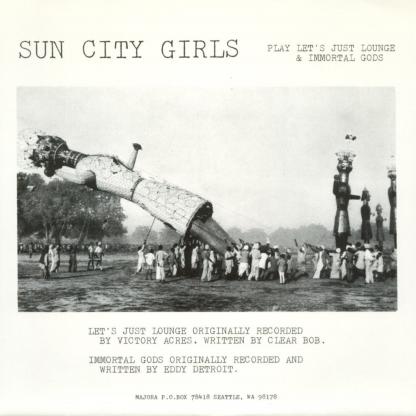 SUN CITY GIRLS
PLAY LET'S JUST LOUNGE
& IMMORTAL GODS
LET'S JUST LOUNGE ORIGINALLY RECORDED
BY VICTORY ACRES. WRITTEN BY CLEAR BOB.
IMMORTAL GODS ORIGINALLY RECORDED AND
WRITTEN BY EDDY DETROIT.
MAJORA P.O.BOX 78418 SEATTLE, WA 98178